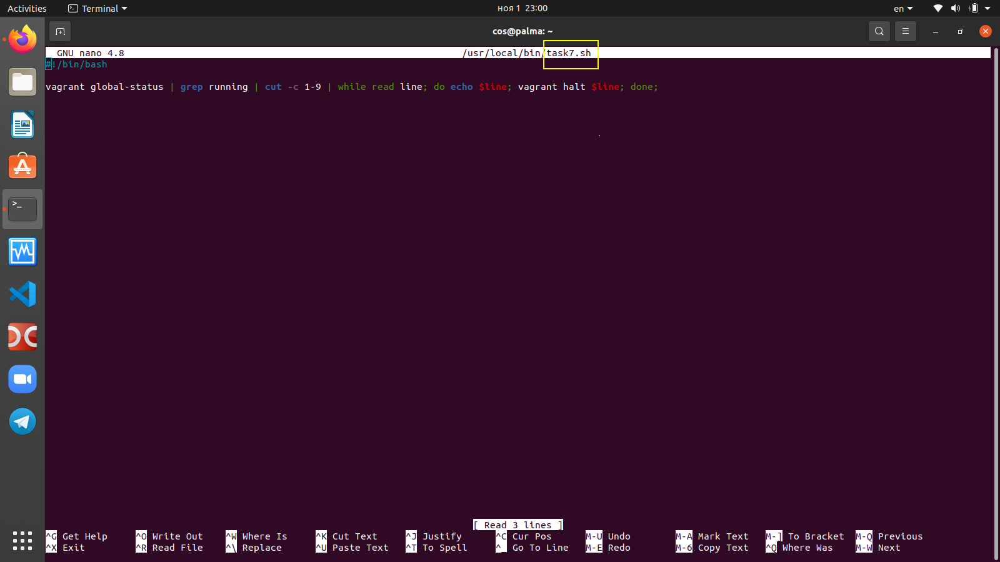 Activities Terminal ноя 1 23:00 en
cos@palma: ~
GNU nano 4.8 /usr/local/bin/task7.sh
#!/bin/bash
vagrant global-status | grep running | cut -c 1-9 | while read line; do echo $line; vagrant halt $line; done;
[ Read 3 lines ]
^G Get Help ^O Write Out ^W Where Is ^K Cut Text ^J Justify ^C Cur Pos M-U Undo M-A Mark Text M-] To Bracket M-Q Previous
^X Exit ^R Read File ^\ Replace ^U Paste Text ^T To Spell ^_ Go To Line M-E Redo M-6 Copy Text ^Q Where Was M-W Next